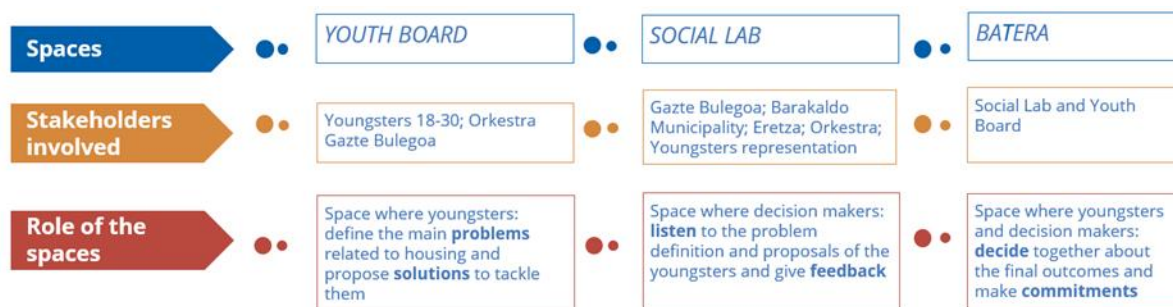 Spaces
YOUTH BOARD
SOCIAL LAB
BATERA
Stakeholders
involved
Youngsters 18-30; Orkestra
Gazte Bulegoa
Gazte Bulegoa; Barakaldo
Municipality; Eretza; Orkestra;
Youngsters representation
Social Lab and Youth
Board
Role of the
spaces
Space where youngsters:
define the main problems
related to housing and
propose solutions to tackle
them
Space where decision makers:
listen to the problem
definition and proposals of the
youngsters and give feedback
Space where youngsters
and decision makers:
decide together about
the final outcomes and
make commitments